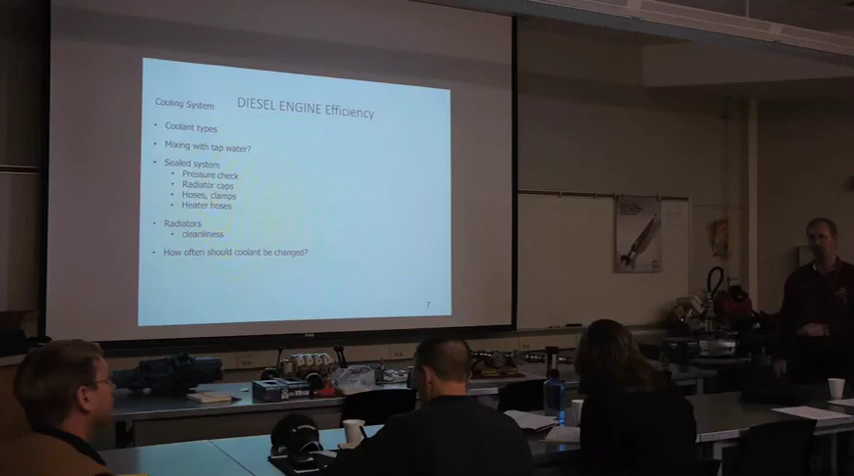 Cooling System
DIESEL ENGINE Efficiency
• Coolant types
• Mixing with tap water?
• Sealed system
• Pressure check
• Radiator caps
• Hoses, clamps
• Heater hoses
• Radiators
• cleanliness
• How often should coolant be changed?
7